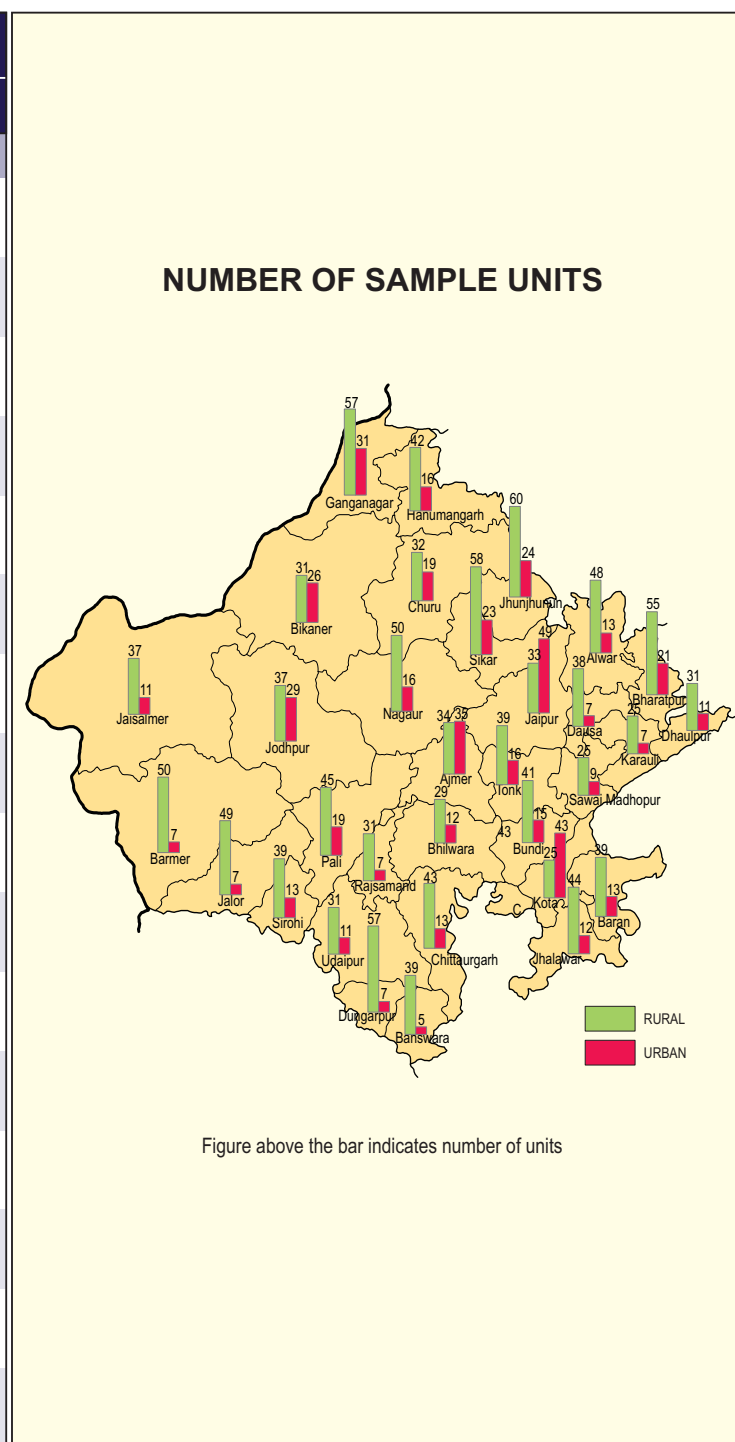 NUMBER OF SAMPLE UNITS
57
31
Ganganagar
42
16
Hanumangarh
60
24
Jhunjhunun
32
19
Churu
58
23
Sikar
31
26
Bikaner
48
13
Alwar
55
21
Bharatpur
50
16
Nagaur
33
49
Jaipur
38
7
Dausa
31
11
Dhaulpur
37
11
Jaisalmer
37
29
Jodhpur
25
7
Karauli
34
35
Ajmer
39
16
Tonk
25
9
Sawai Madhopur
50
7
Barmer
45
19
Pali
29
12
Bhilwara
41
15
Bundi
43
49
7
Jalor
39
13
Sirohi
31
7
Rajsamand
25
43
Kota
39
13
Baran
43
13
Chittaurgarh
44
12
Jhalawar
C
31
11
Udaipur
57
7
Dungarpur
39
5
Banswara
RURAL
URBAN
Figure above the bar indicates number of units